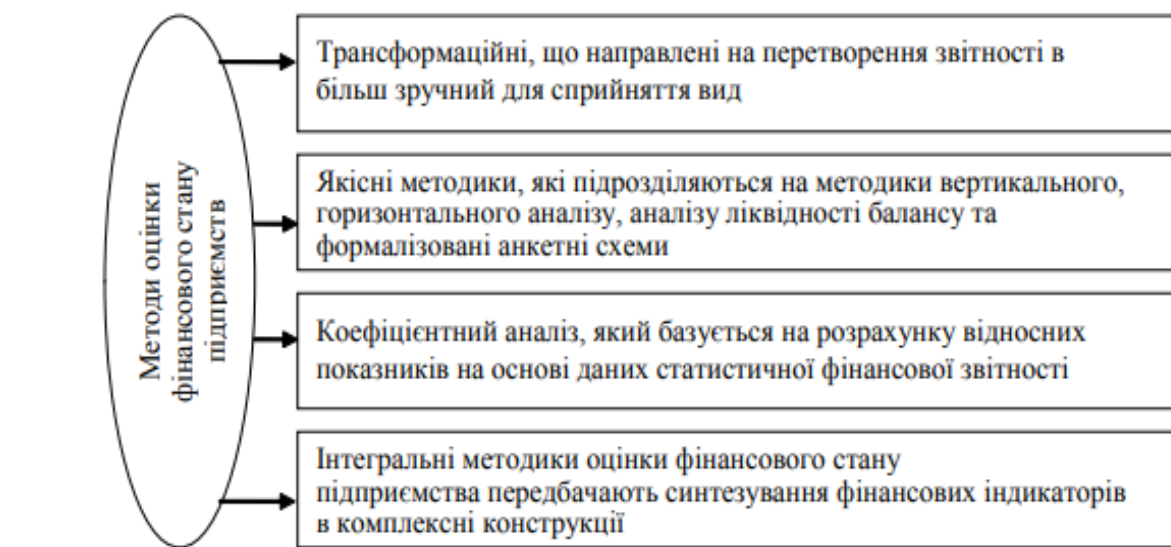 Методи оцінки
фінансового стану
підприємств
Трансформаційні, що направлені на перетворення звітності в
більш зручний для сприйняття вид
Якісні методики, які підрозділяються на методики вертикального,
горизонтального аналізу, аналізу ліквідності балансу та
формалізовані анкетні схеми
Коефіцієнтний аналіз, який базується на розрахунку відносних
показників на основі даних статистичної фінансової звітності
Інтегральні методики оцінки фінансового стану
підприємства передбачають синтезування фінансових індикаторів
в комплексні конструкції